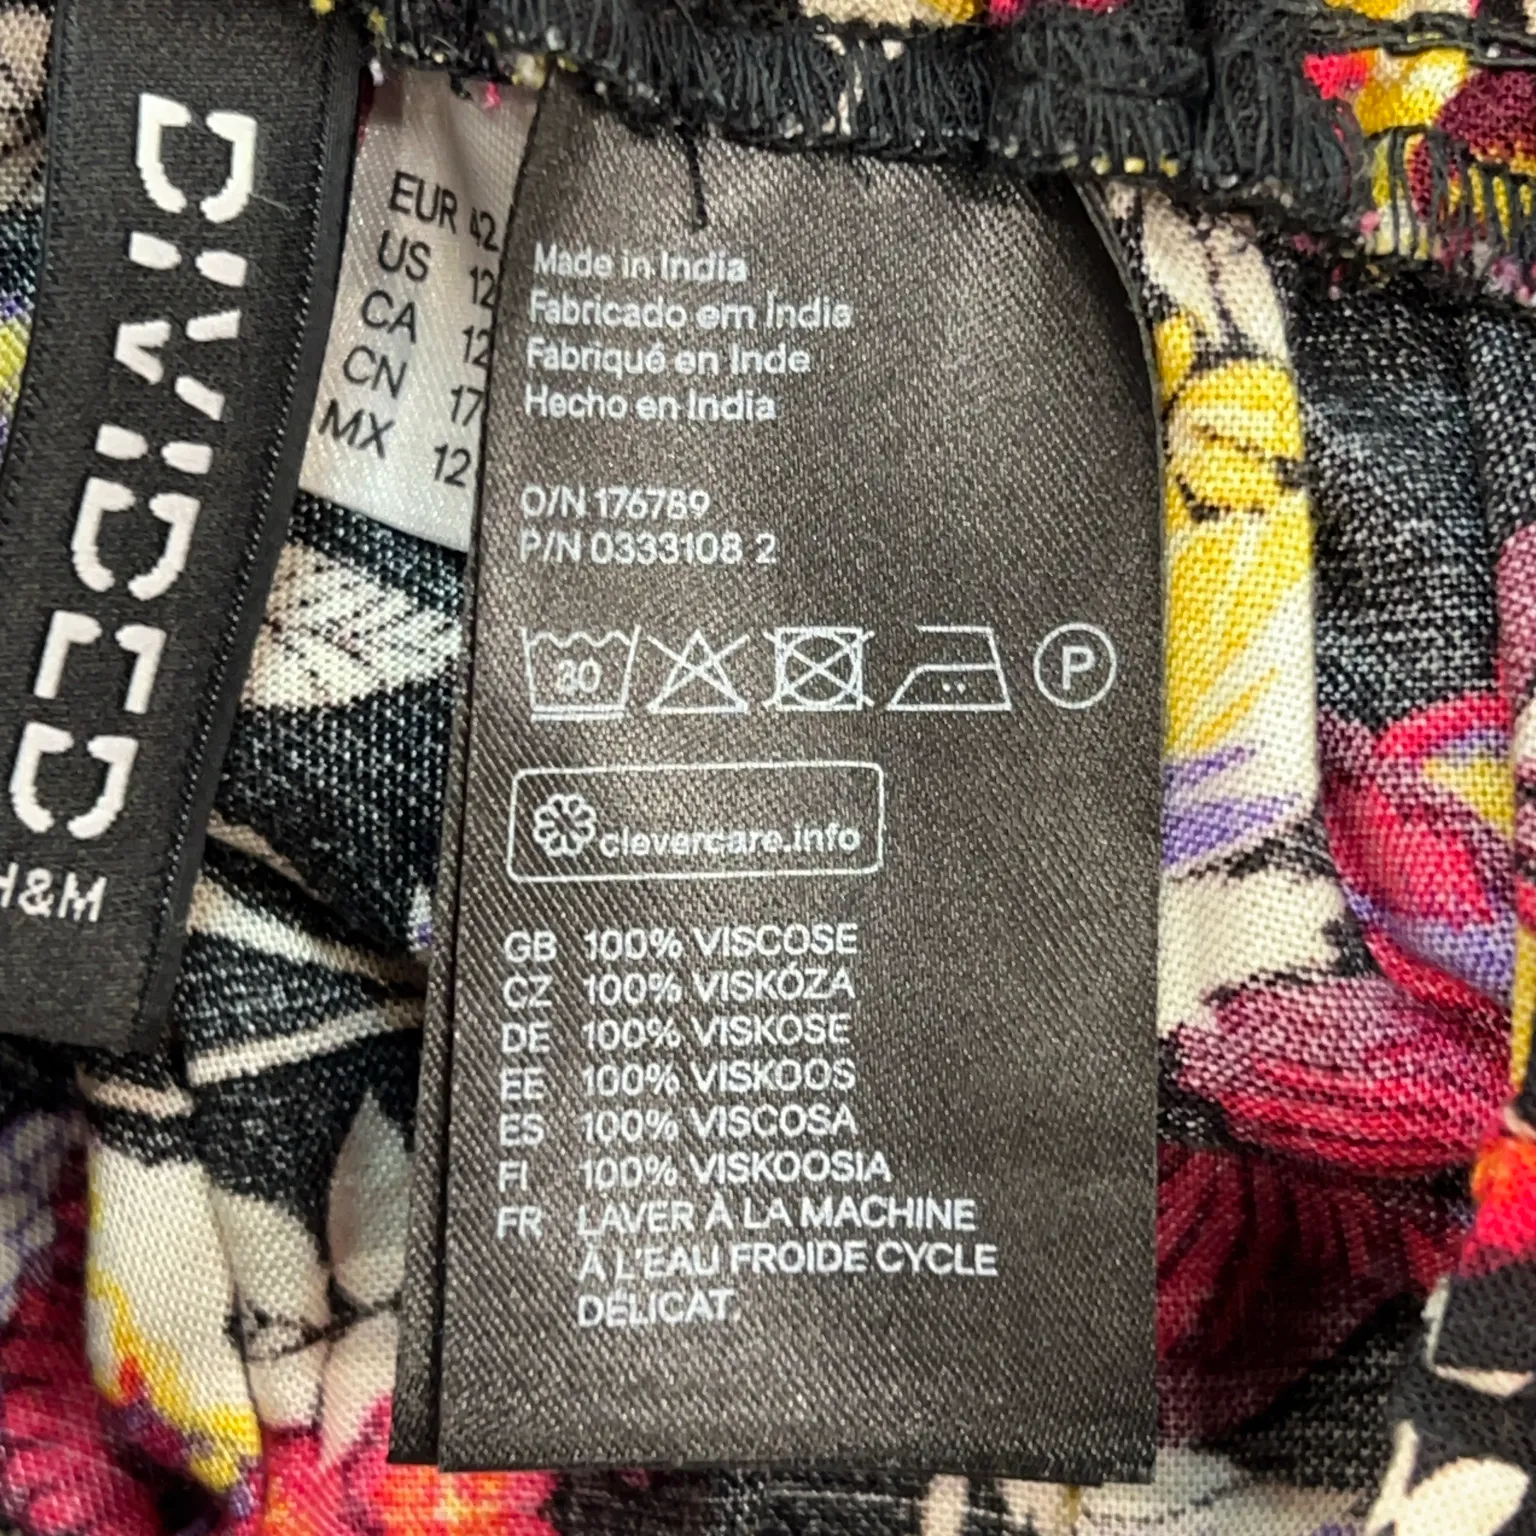 DIVIDED
H&M
EUR 42
US 12
CA 12
CN 17
MX 12
Made in India
Fabricado em Índia
Fabriqué en Inde
Hecho en India
O/N 176789
P/N 0333108 2
30
P
clevercare.info
GB 100% VISCOSE
CZ 100% VISKÓZA
DE 100% VISKOSE
EE 100% VISKOOS
ES 100% VISCOSA
FI 100% VISKOOSIA
FR LAVER À LA MACHINE
À L'EAU FROIDE CYCLE
DÉLICAT.